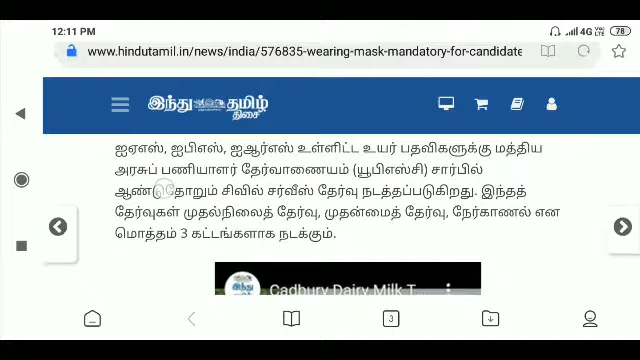 12:11 PM 4G VoLTE 78
www.hindutamil.in/news/india/576835-wearing-mask-mandatory-for-candidate
இந்து தமிழ்
திசை
ஐஏஎஸ், ஐபிஎஸ், ஐஆர்எஸ் உள்ளிட்ட உயர் பதவிகளுக்கு மத்திய
அரசுப் பணியாளர் தேர்வாணையம் (யூபிஎஸ்சி) சார்பில்
ஆண்டுதோறும் சிவில் சர்வீஸ் தேர்வு நடத்தப்படுகிறது. இந்தத்
தேர்வுகள் முதல்நிலைத் தேர்வு, முதன்மைத் தேர்வு, நேர்காணல் என
மொத்தம் 3 கட்டங்களாக நடக்கும்.
Cadbury Dairy Milk T...
3